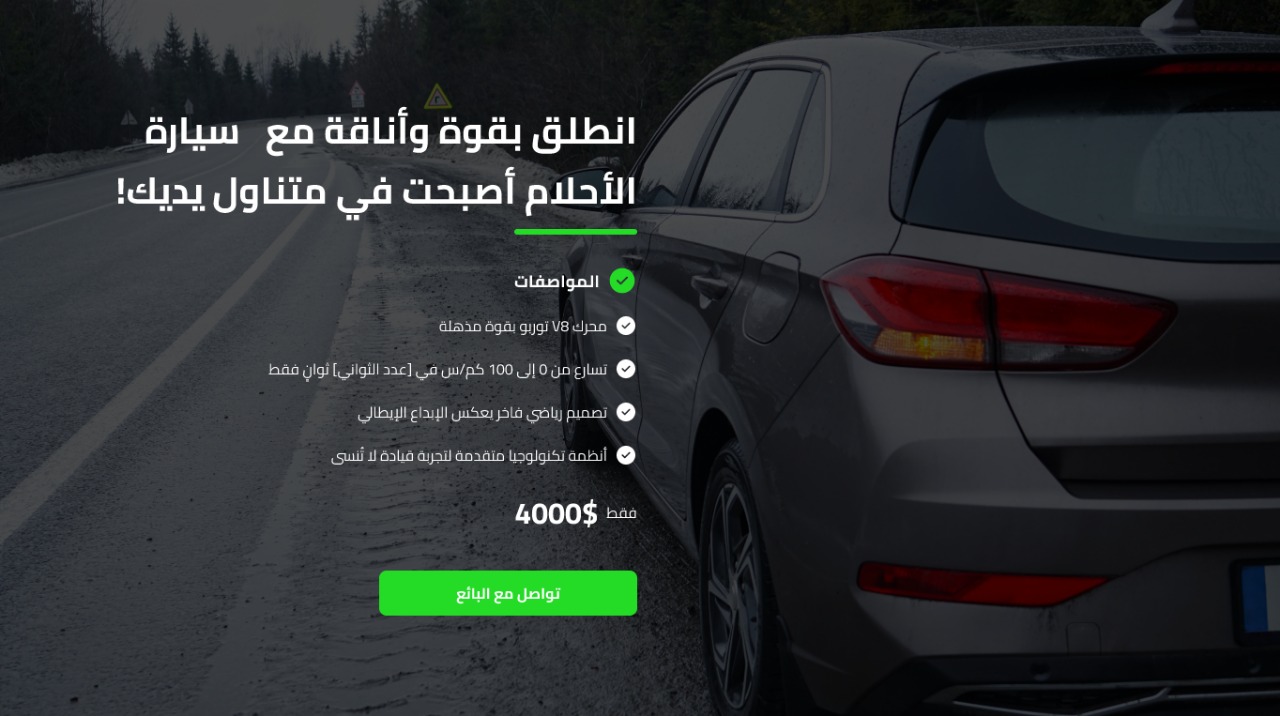 انطلق بقوة وأناقة مع سيارة
الأحلام أصبحت في متناول يديك!
المواصفات
محرك V8 توربو بقوة مذهلة
تسارع من 0 إلى 100 كم/س في [عدد الثواني] ثوانٍ فقط
تصميم رياضي فاخر يعكس الإبداع الإيطالي
أنظمة تكنولوجيا متقدمة لتجربة قيادة لا تُنسى
فقط 4000$
تواصل مع البائع